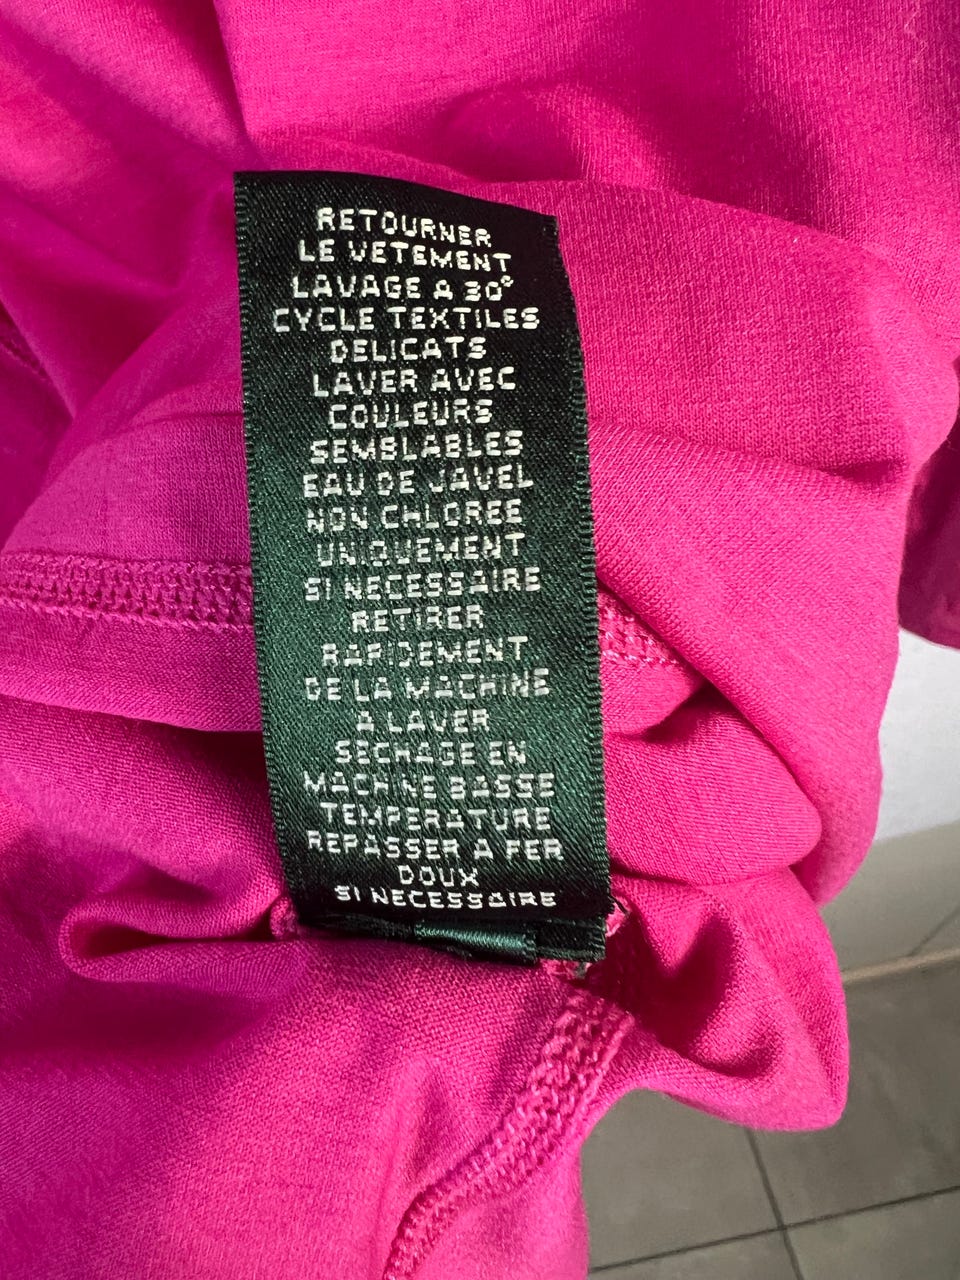 RETOURNER
LE VETEMENT
LAVAGE A 30°
CYCLE TEXTILES
DELICATS
LAVER AVEC
COULEURS
SEMBLABLES
EAU DE JAVEL
NON CHLOREE
UNIQUEMENT
SI NECESSAIRE
RETIRER
RAPIDEMENT
DE LA MACHINE
A LAVER
SECHAGE EN
MACHINE BASSE
TEMPERATURE
REPASSER A FER
DOUX
SI NECESSAIRE